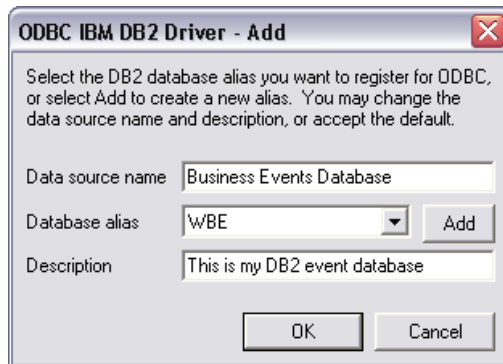 ODBC IBM DB2 Driver - Add
Select the DB2 database alias you want to register for ODBC,
or select Add to create a new alias.  You may change the
data source name and description, or accept the default.
Data source name Business Events Database
Database alias WBE Add
Description This is my DB2 event database
OK Cancel